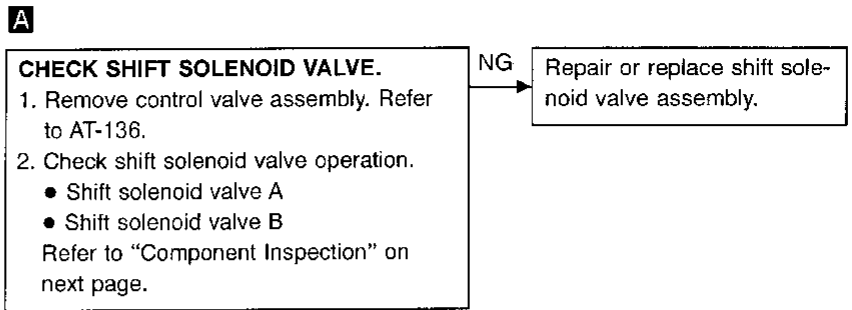 A
CHECK SHIFT SOLENOID VALVE.
1. Remove control valve assembly. Refer
to AT-136.
2. Check shift solenoid valve operation.
● Shift solenoid valve A
● Shift solenoid valve B
Refer to “Component Inspection” on
next page.
NG
Repair or replace shift sole-
noid valve assembly.